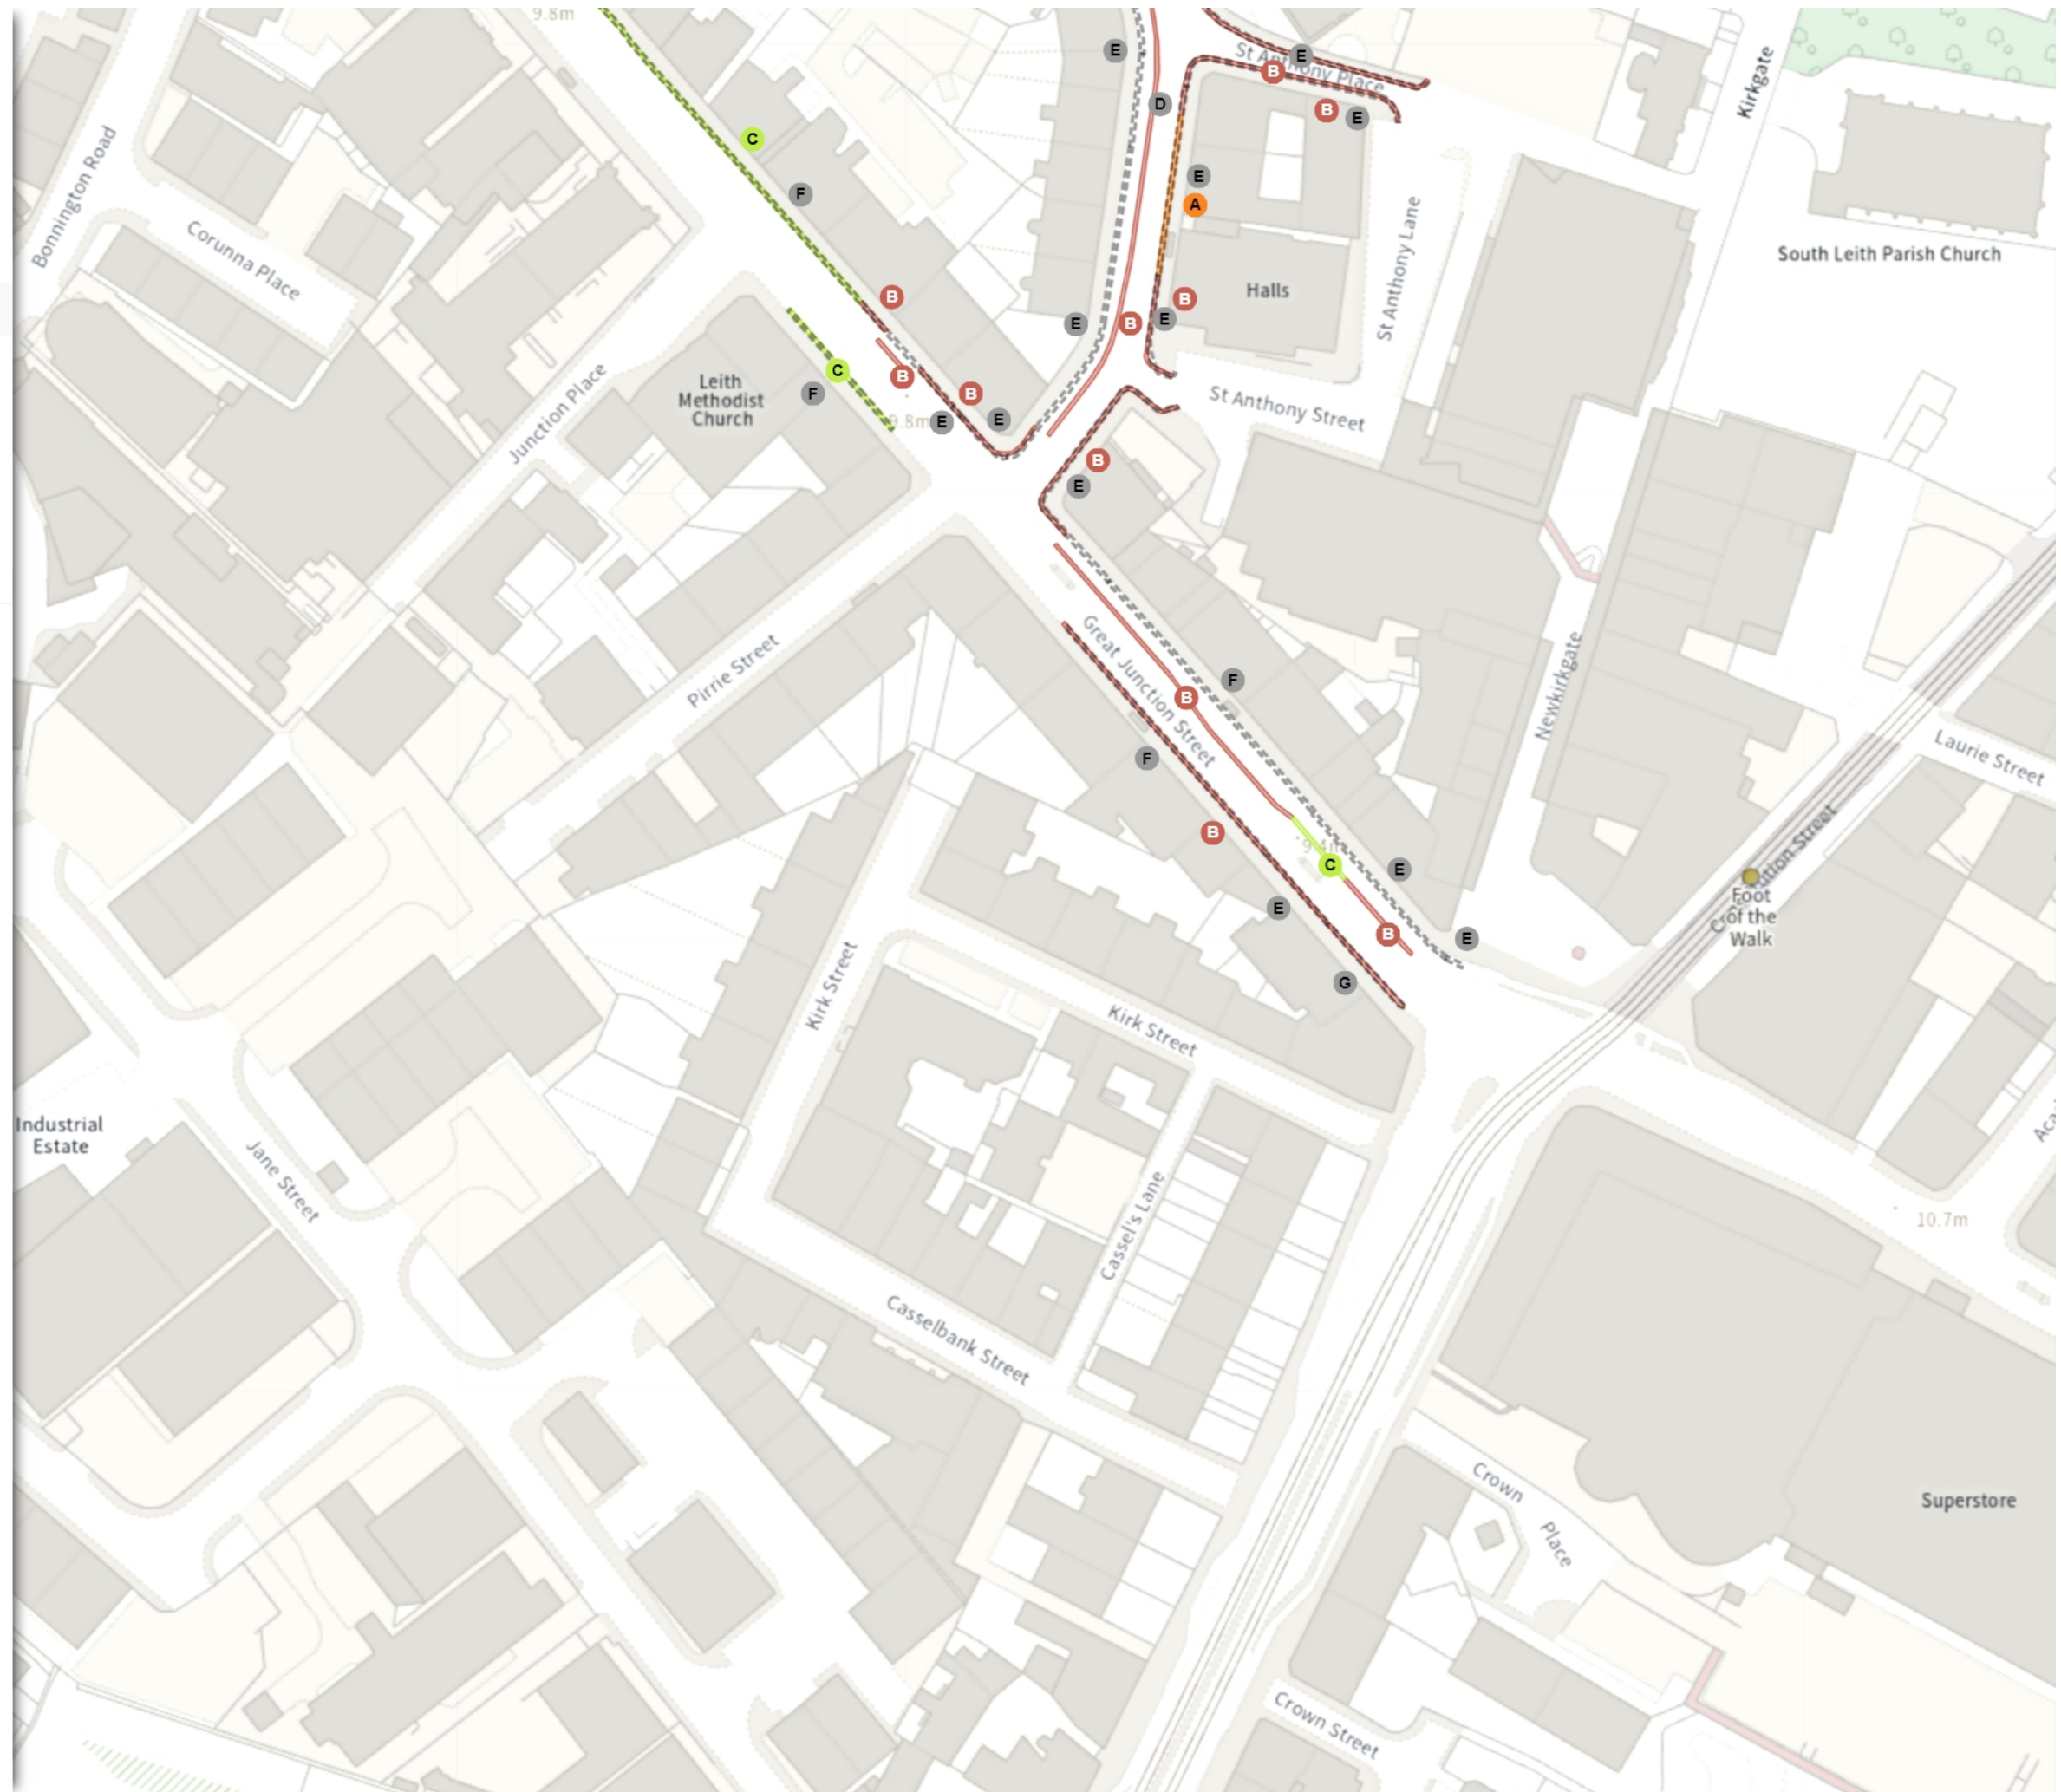 9.8m
E
E
St Anthony Place
B
Kirkgate
D
B
E
C
Bonnington Road
E
F
A
Corunna Place
St Anthony Lane
South Leith Parish Church
Halls
B
B
E
B
E
C
B
Leith
Methodist
Church
F
B
Junction Place
St Anthony Street
9.8m
E
E
B
E
Great Junction Street
F
Pirrie Street
B
Newkirkgate
F
Laurie Street
B
9.4m
C
E
Foot
of the
Walk
E
B
E
Kirk Street
G
Kirk Street
Industrial
Estate
Jane Street
Cassel's Lane
10.7m
Casselbank Street
Crown
Place
Superstore
Crown Street